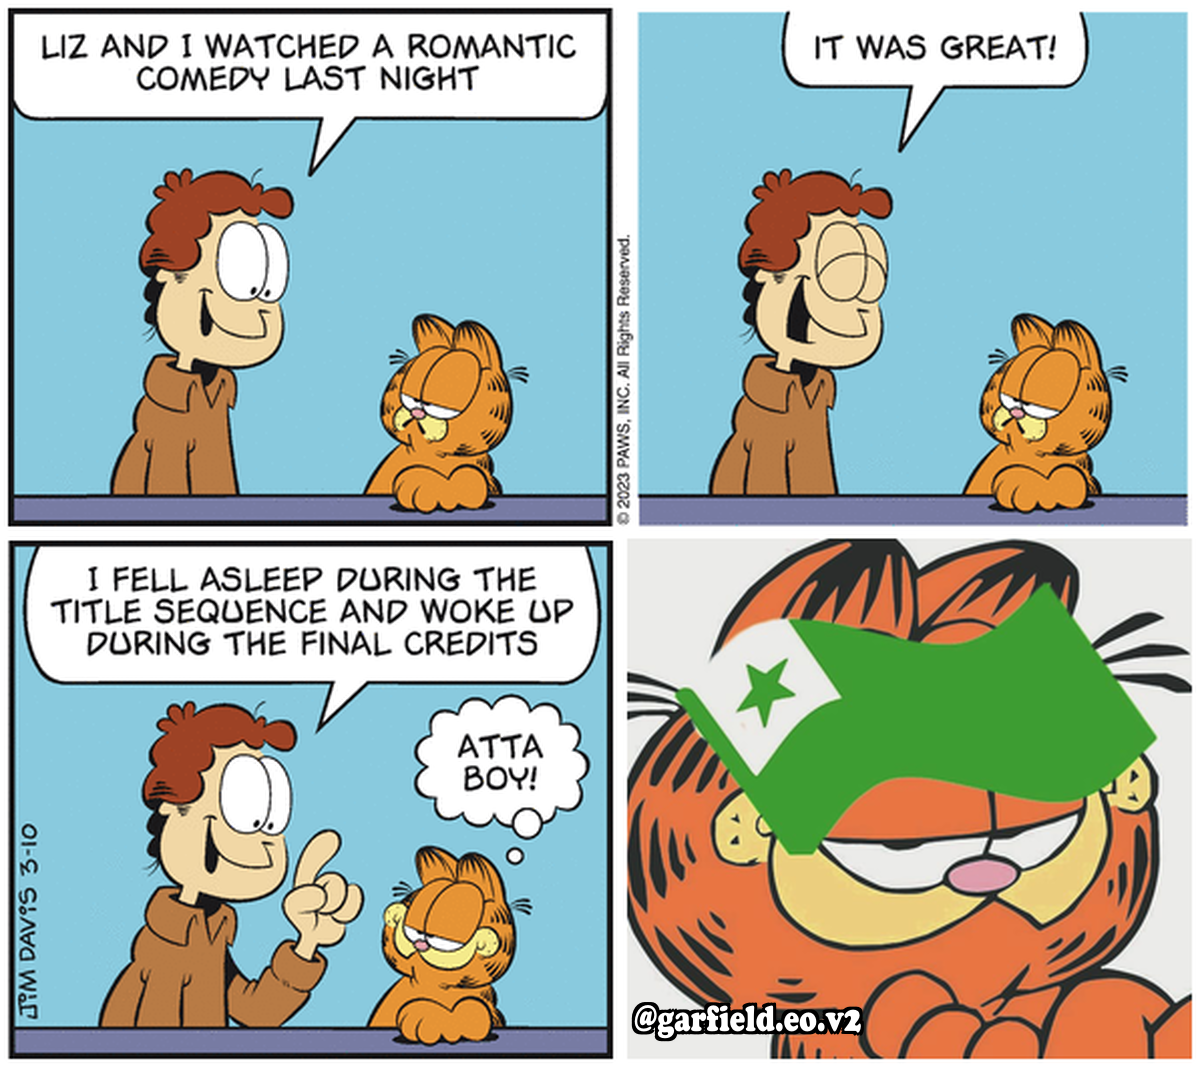 LIZ AND I WATCHED A ROMANTIC
COMEDY LAST NIGHT
© 2023 PAWS, INC. All Rights Reserved.
IT WAS GREAT!
I FELL ASLEEP DURING THE
TITLE SEQUENCE AND WOKE UP
DURING THE FINAL CREDITS
ATTA
BOY!
JIM DAVIS 3-10
@garfield.eo.v2